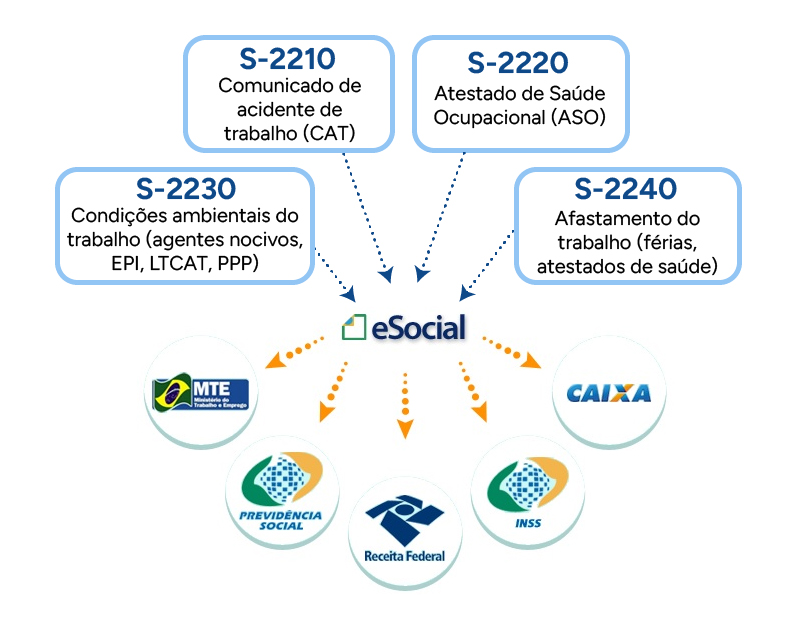 S-2210
Comunicado de
acidente de
trabalho (CAT)
S-2220
Atestado de Saúde
Ocupacional (ASO)
S-2230
Condições ambientais do
trabalho (agentes nocivos,
EPI, LTCAT, PPP)
S-2240
Afastamento do
trabalho (férias,
atestados de saúde)
eSocial
MTE
Ministério do
Trabalho e Emprego
CAIXA
PREVIDÊNCIA
SOCIAL
INSS
Receita Federal